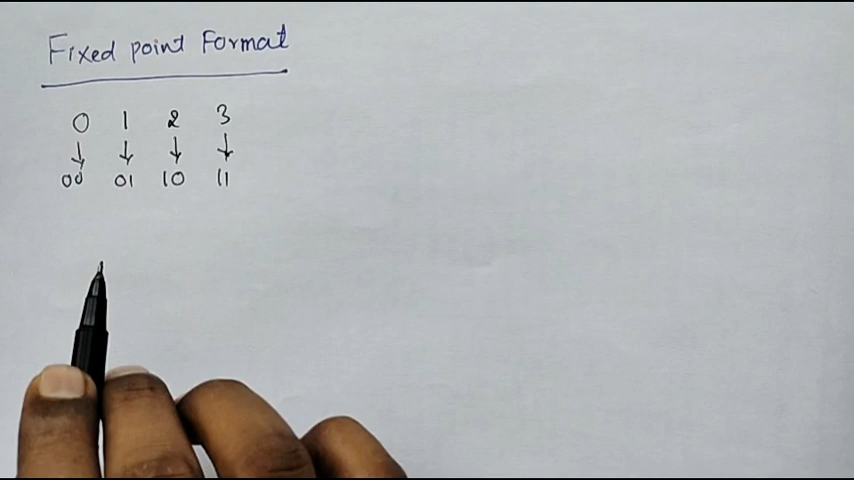 Fixed point Format
0 1 2 3
↓ ↓ ↓ ↓
00 01 10 11